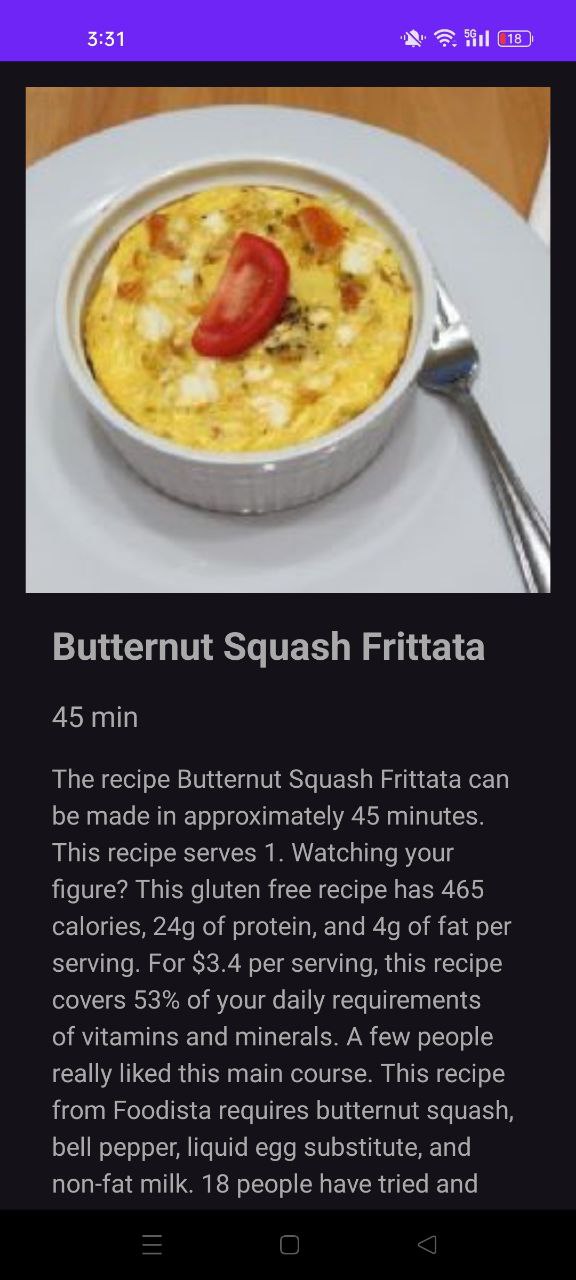 3:31
5G
18
Butternut Squash Frittata
45 min
The recipe Butternut Squash Frittata can
be made in approximately 45 minutes.
This recipe serves 1. Watching your
figure? This gluten free recipe has 465
calories, 24g of protein, and 4g of fat per
serving. For $3.4 per serving, this recipe
covers 53% of your daily requirements
of vitamins and minerals. A few people
really liked this main course. This recipe
from Foodista requires butternut squash,
bell pepper, liquid egg substitute, and
non-fat milk. 18 people have tried and